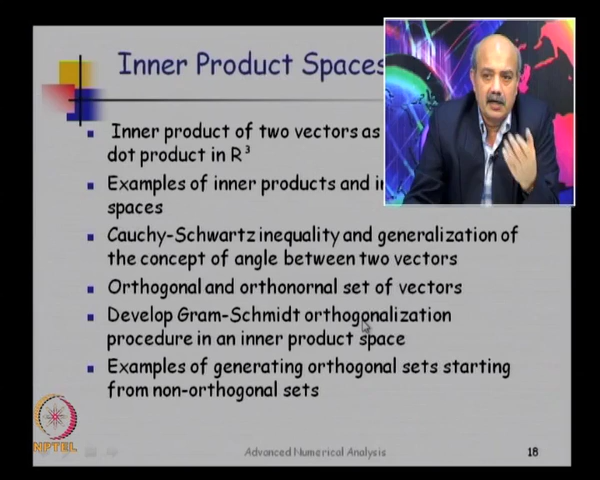 Inner Product Spaces
Inner product of two vectors as
dot product in R³
Examples of inner products and
spaces
Cauchy-Schwartz inequality and generalization of
the concept of angle between two vectors
Orthogonal and orthonornal set of vectors
Develop Gram-Schmidt orthogonalization
procedure in an inner product space
Examples of generating orthogonal sets starting
from non-orthogonal sets
NPTEL
Advanced Numerical Analysis
18